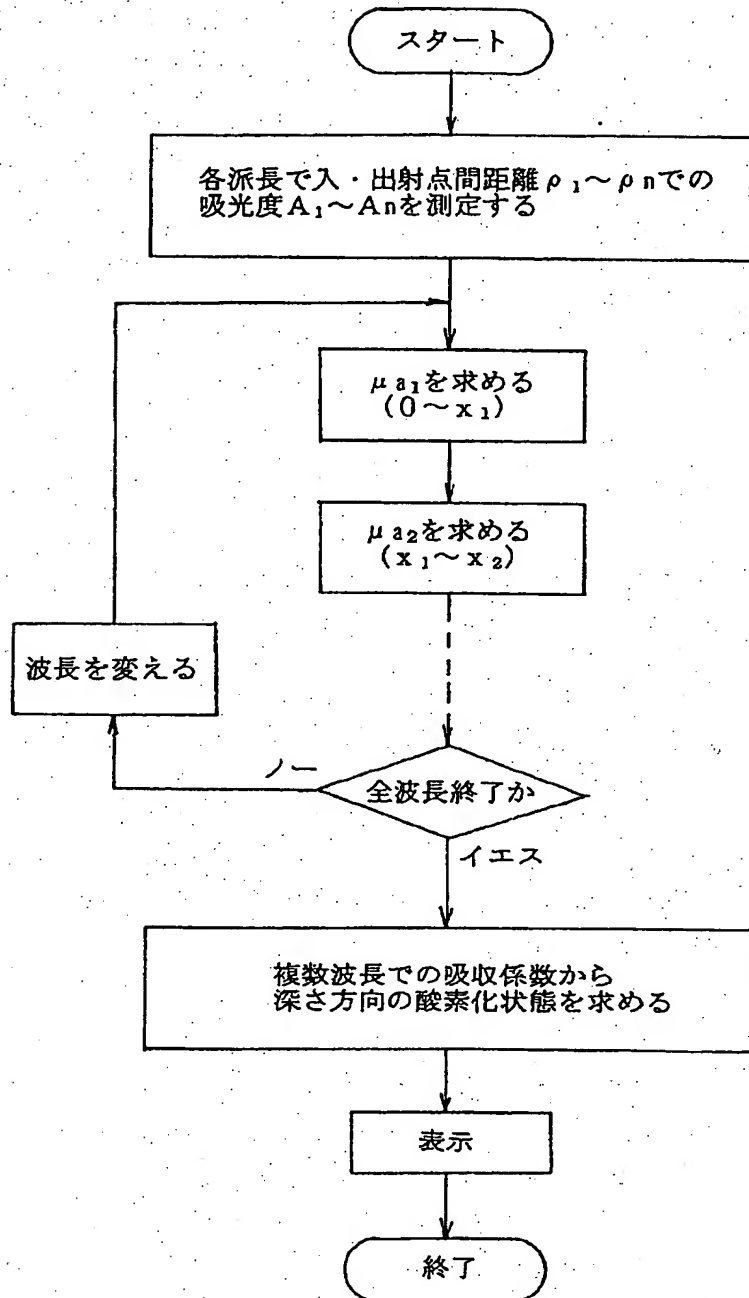 スタート
各派長で入・出射点間距離ρ₁～ρnでの
吸光度A₁～Anを測定する
μa₁を求める
(0～x₁)
μa₂を求める
(x₁～x₂)
波長を変える
ノー
全波長終了か
イエス
複数波長での吸収係数から
深さ方向の酸素化状態を求める
表示
終了